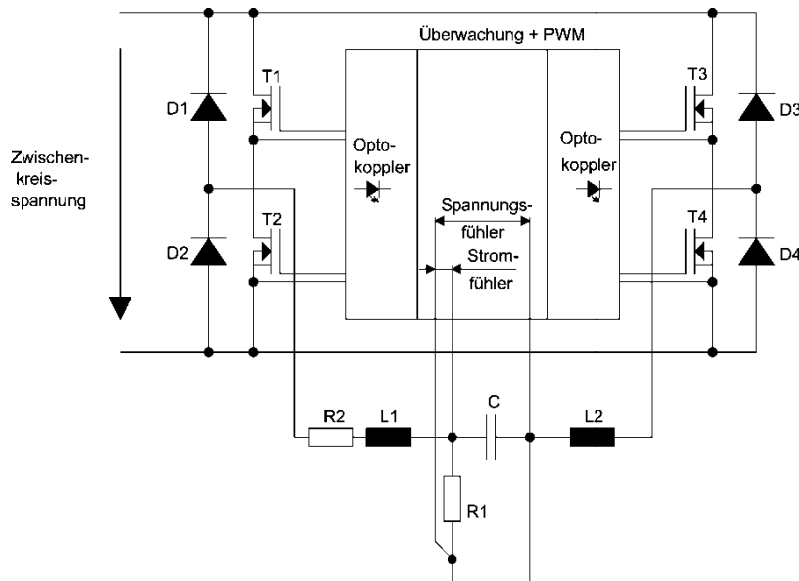 Überwachung + PWM
T1
T3
D1
D3
Opto-
koppler
Opto-
koppler
Zwischen-
kreis-
spannung
Spannungs-
fühler
T2
T4
D2
D4
Strom-
fühler
R2
L1
C
L2
R1